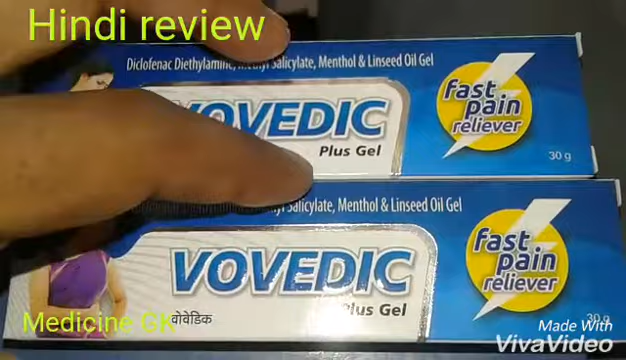 Hindi review
Diclofenac Diethylamine, Methyl Salicylate, Menthol & Linseed Oil Gel
VOVEDIC
Plus Gel
fast
pain
reliever
30 g
Salicylate, Menthol & Linseed Oil Gel
VOVEDIC
Plus Gel
वोवेडिक
fast
pain
reliever
30 g
Medicine GK
Made With
VivaVideo